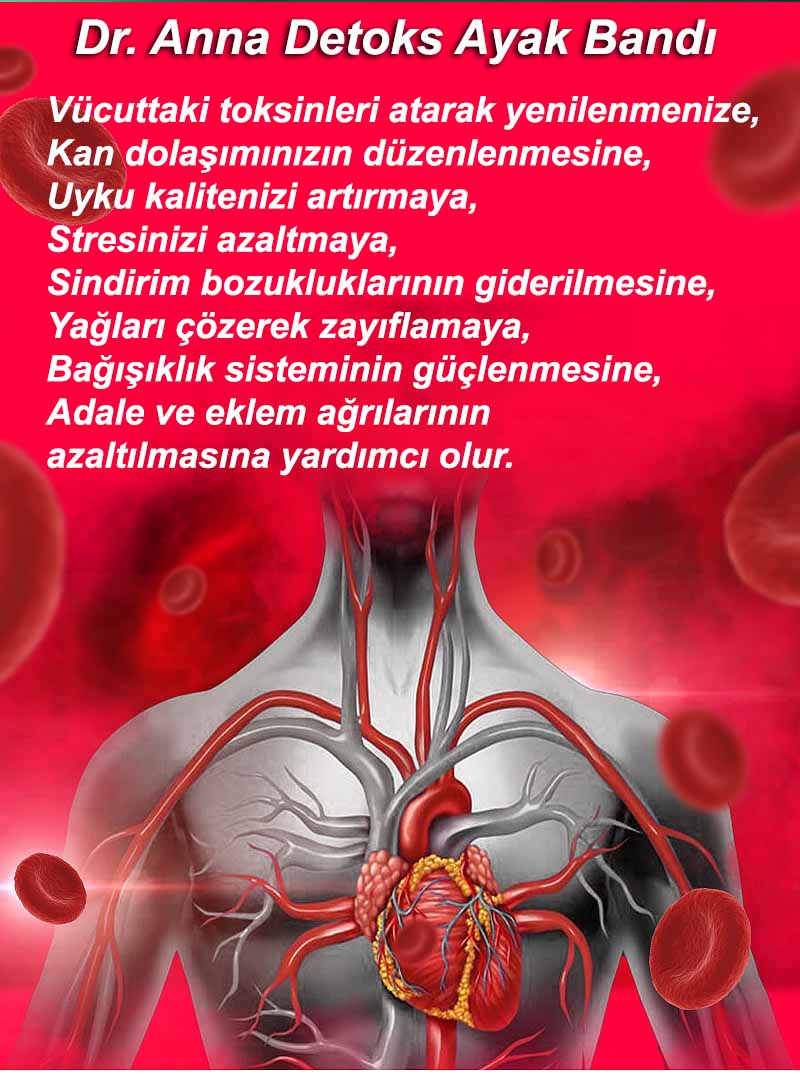 Dr. Anna Detoks Ayak Bandı
Vücuttaki toksinleri atarak yenilenmenize,
Kan dolaşımınızın düzenlenmesine,
Uyku kalitenizi artırmaya,
Stresinizi azaltmaya,
Sindirim bozukluklarının giderilmesine,
Yağları çözerek zayıflamaya,
Bağışıklık sisteminin güçlenmesine,
Adale ve eklem ağrılarının
azaltılmasına yardımcı olur.